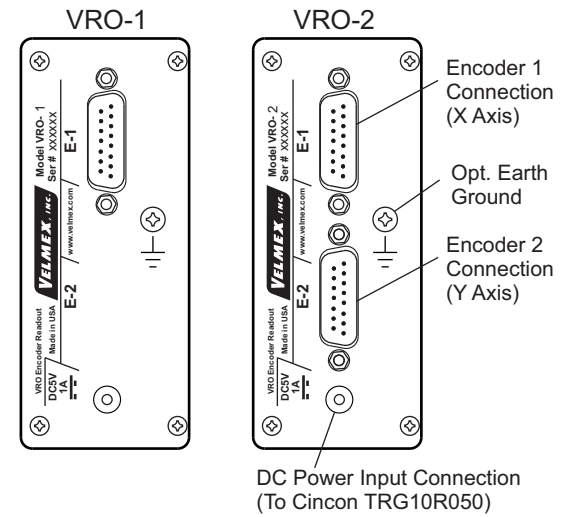 VRO-1
VRO-2
Model VRO- 1
Ser # XXXXXX
E-1
VELMEX, INC.
www.velmex.com
E-2
VRO Encoder Readout
Made in USA
DC5V
1A
Model VRO- 2
Ser # XXXXXX
E-1
VELMEX, INC.
www.velmex.com
E-2
VRO Encoder Readout
Made in USA
DC5V
1A
Encoder 1
Connection
(X Axis)
Opt. Earth
Ground
Encoder 2
Connection
(Y Axis)
DC Power Input Connection
(To Cincon TRG10R050)